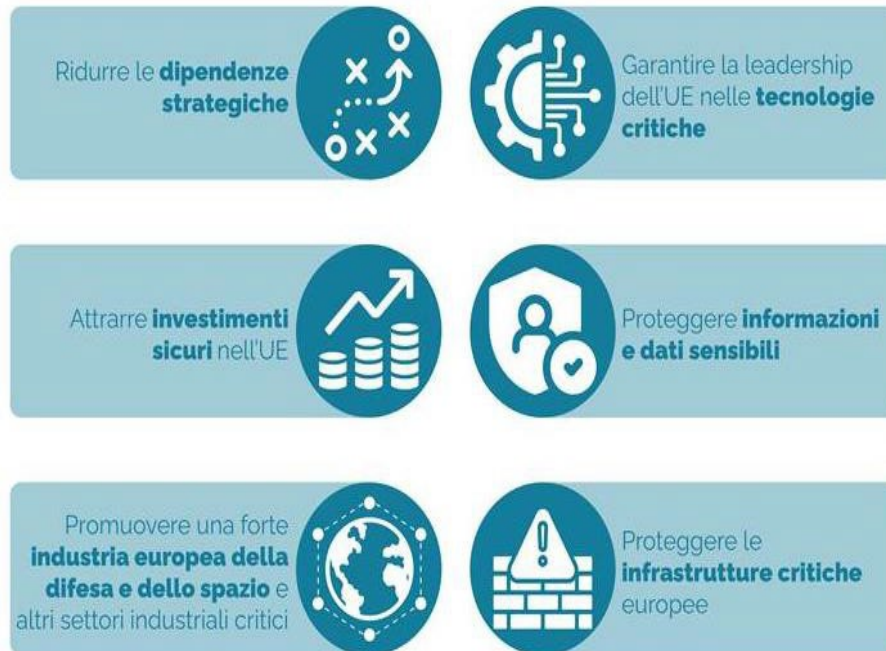 Ridurre le dipendenze
strategiche
Garantire la leadership
dell'UE nelle tecnologie
critiche
Attrarre investimenti
sicuri nell'UE
Proteggere informazioni
e dati sensibili
Promuovere una forte
industria europea della
difesa e dello spazio e
altri settori industriali critici
Proteggere le
infrastrutture critiche
europee